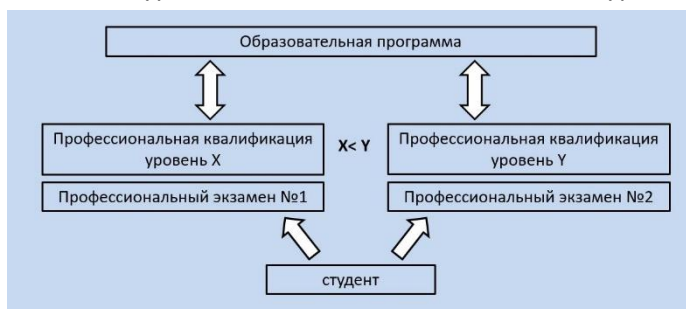 Образовательная программа
Профессиональная квалификация
уровень X
X< Y
Профессиональная квалификация
уровень Y
Профессиональный экзамен №1
Профессиональный экзамен №2
студент